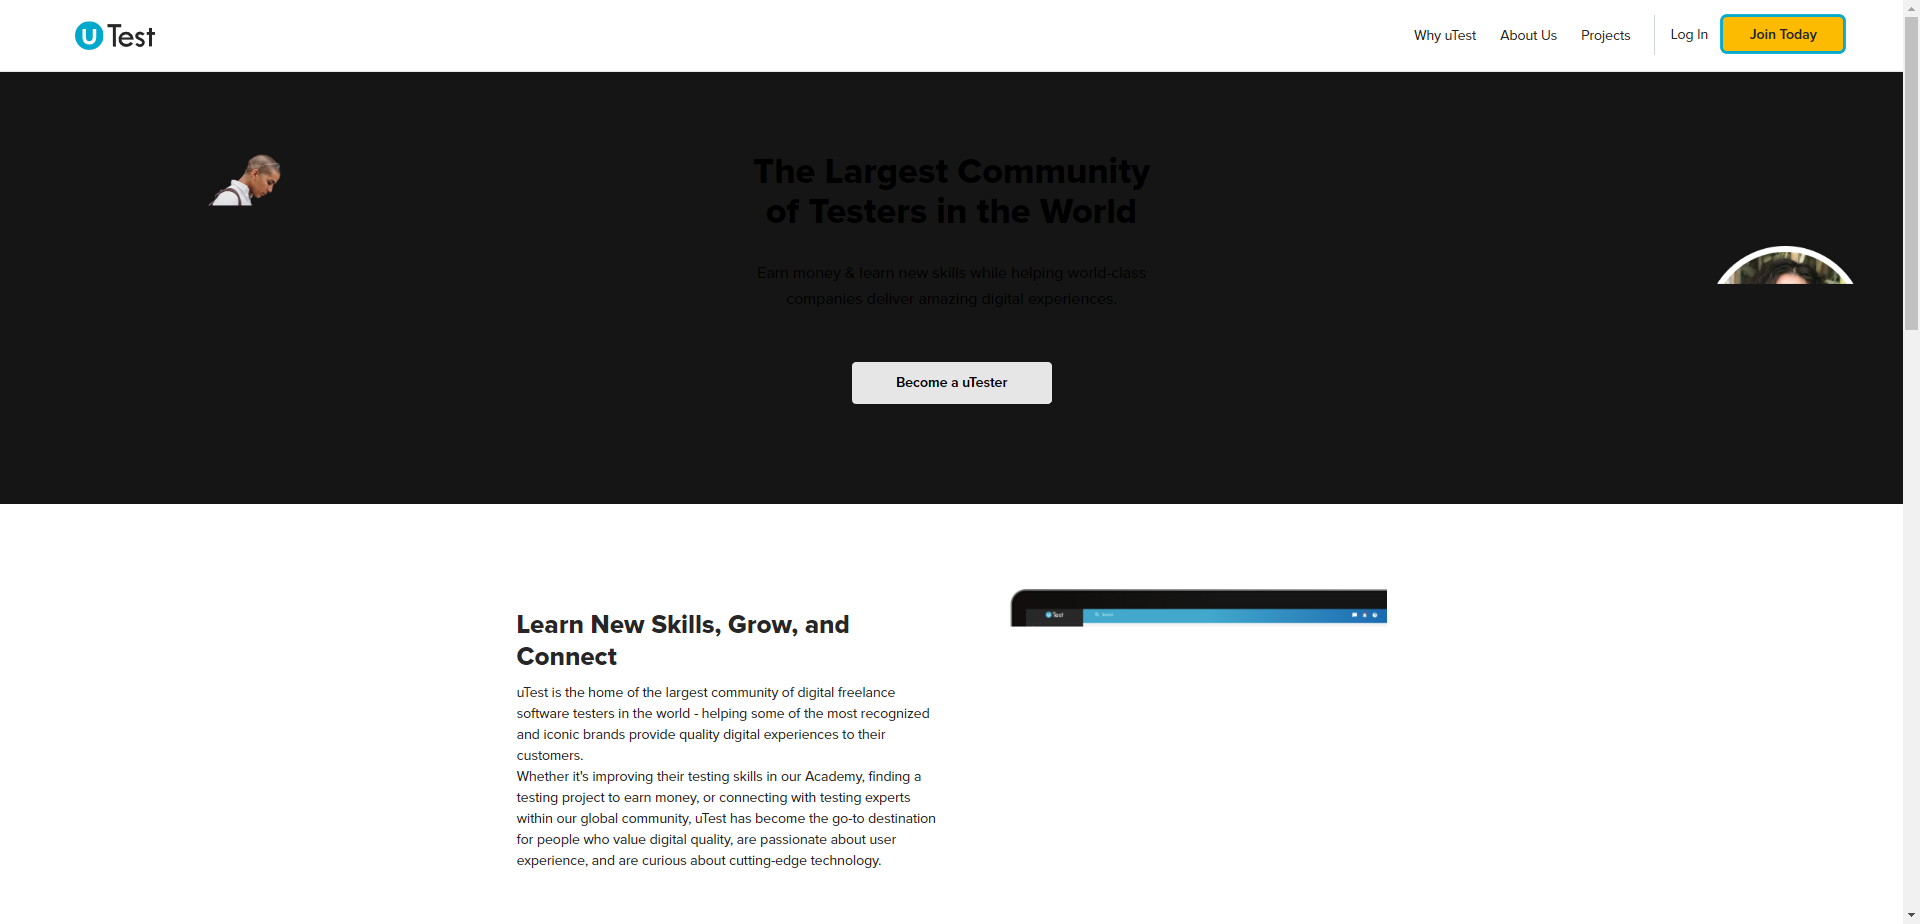 uTest
Why uTest
About Us
Projects
Log In
Join Today
The Largest Community
of Testers in the World
Earn money & learn new skills while helping world-class
companies deliver amazing digital experiences.
Become a uTester
Learn New Skills, Grow, and
Connect
uTest is the home of the largest community of digital freelance
software testers in the world - helping some of the most recognized
and iconic brands provide quality digital experiences to their
customers.
Whether it's improving their testing skills in our Academy, finding a
testing project to earn money, or connecting with testing experts
within our global community, uTest has become the go-to destination
for people who value digital quality, are passionate about user
experience, and are curious about cutting-edge technology.
uTest